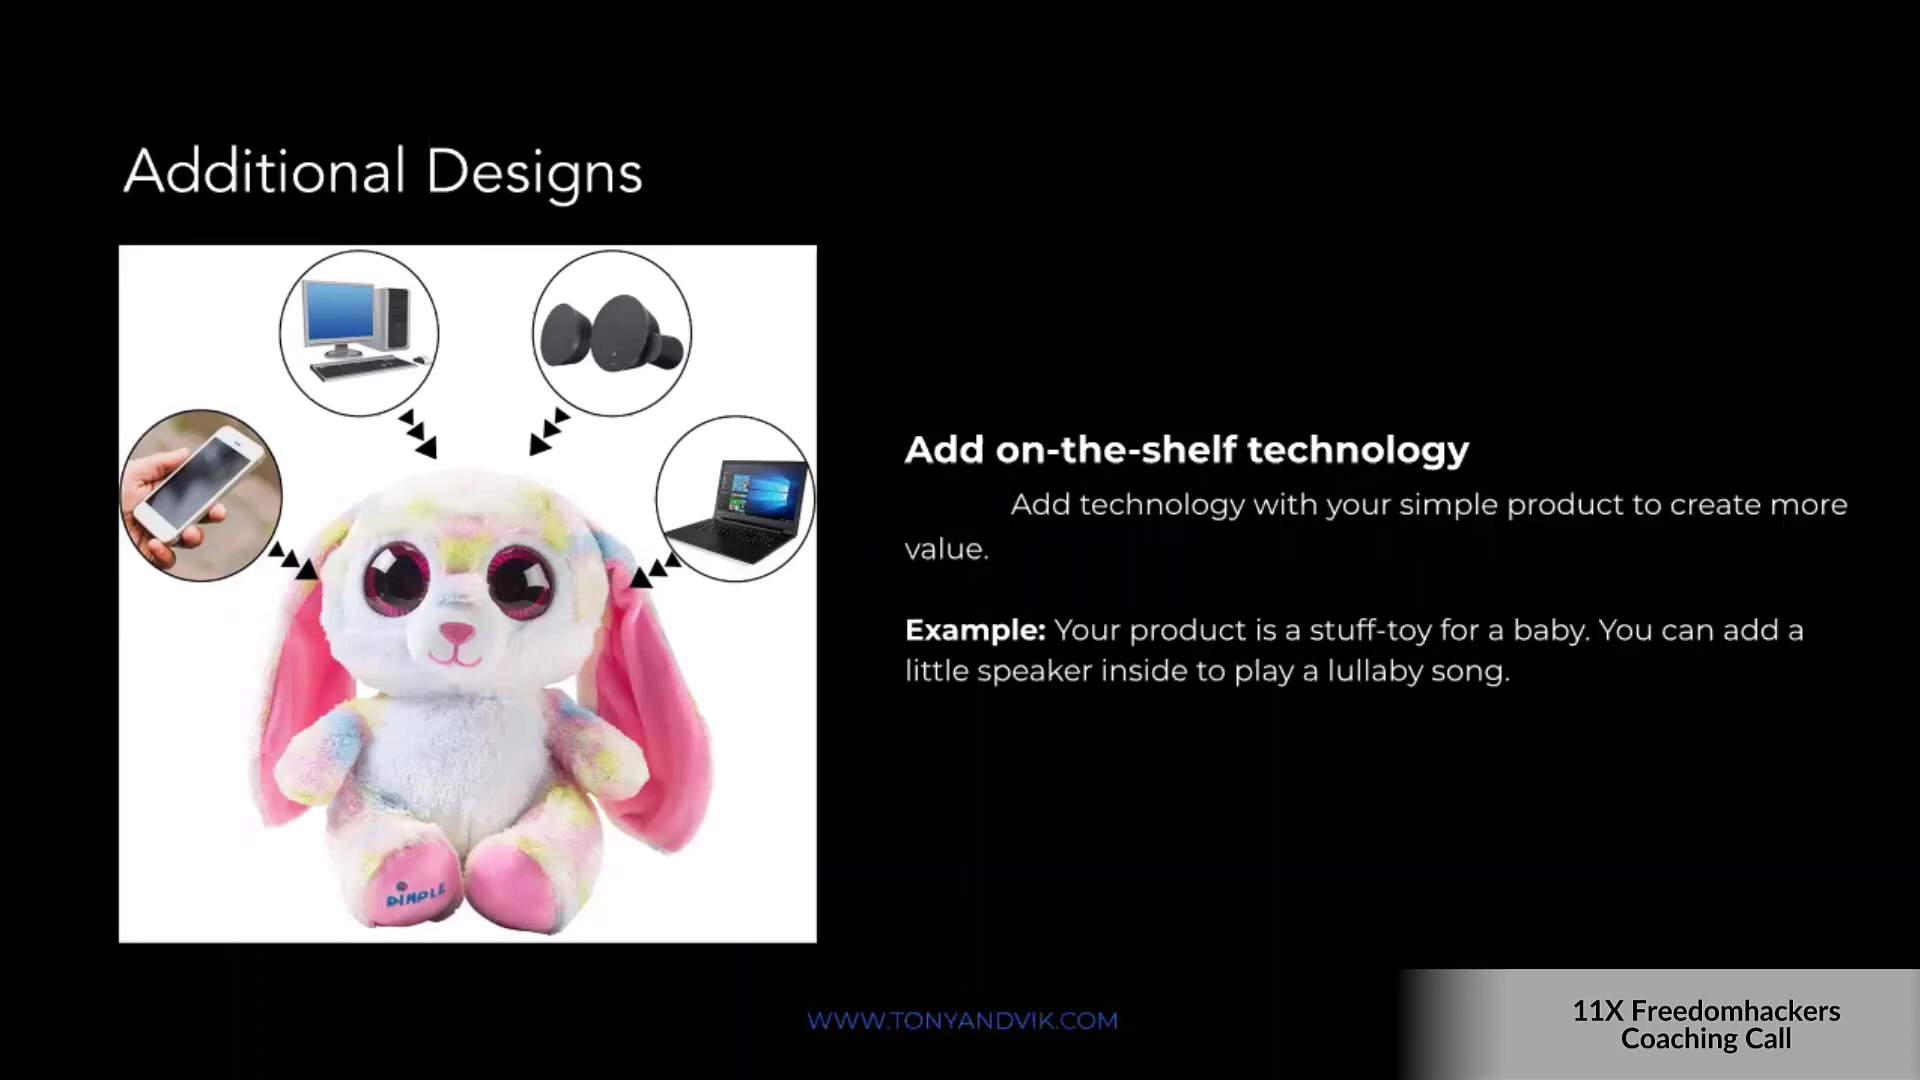 Additional Designs
DIMPLE
Add on-the-shelf technology
Add technology with your simple product to create more
value.
Example: Your product is a stuff-toy for a baby. You can add a
little speaker inside to play a lullaby song.
WWW.TONYANDVIK.COM
11X Freedomhackers
Coaching Call